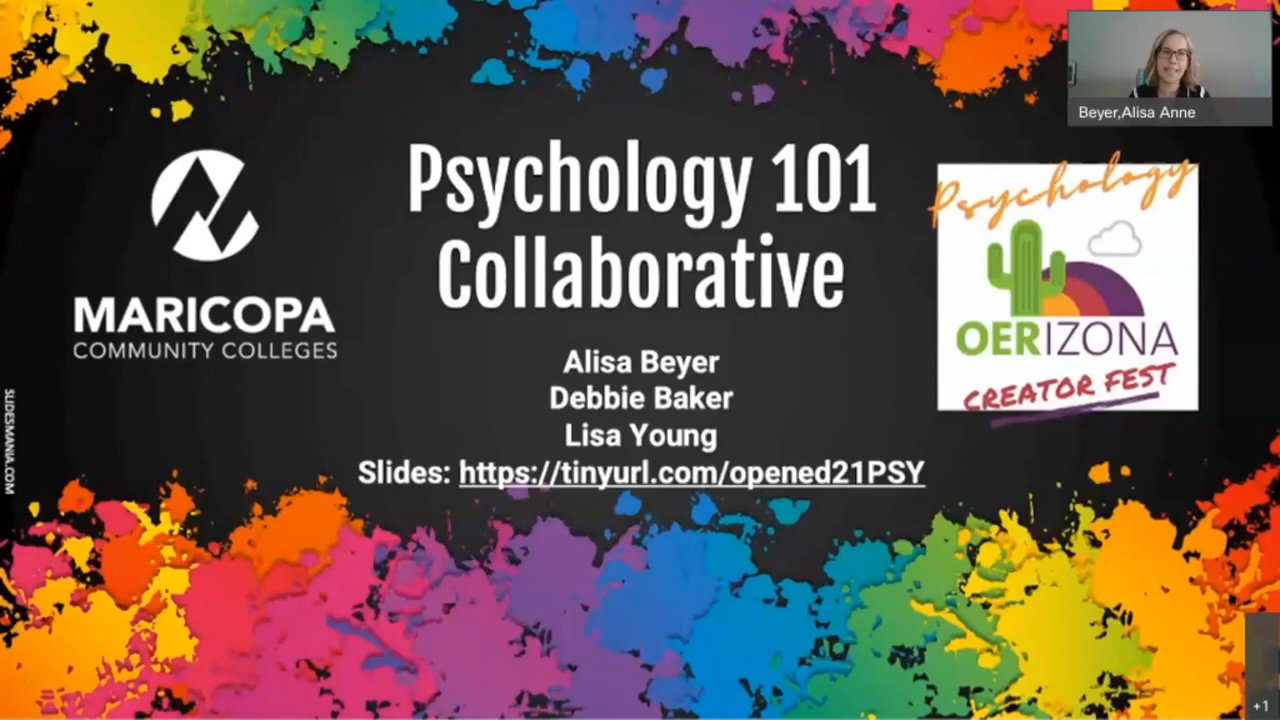 Beyer,Alisa Anne
Psychology 101
Collaborative
MARICOPA
COMMUNITY COLLEGES
Psychology
OERIZONA
CREATOR FEST
Alisa Beyer
Debbie Baker
Lisa Young
Slides: https://tinyurl.com/opened21PSY
SLIDESMANIA.COM
+1